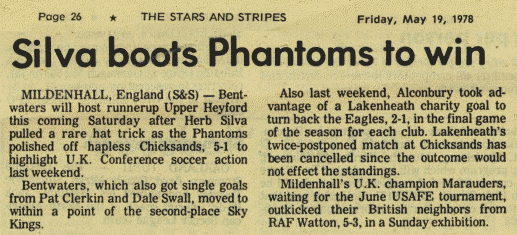 Page 26 ★ THE STARS AND STRIPES Friday, May 19, 1978
Silva boots Phantoms to win
MILDENHALL, England (S&S) — Bent-
waters will host runnerup Upper Heyford
this coming Saturday after Herb Silva
pulled a rare hat trick as the Phantoms
polished off hapless Chicksands, 5-1 to
highlight U.K. Conference soccer action
last weekend.
Bentwaters, which also got single goals
from Pat Clerkin and Dale Swall, moved to
within a point of the second-place Sky
Kings.
Also last weekend, Alconbury took ad-
vantage of a Lakenheath charity goal to
turn back the Eagles, 2-1, in the final game
of the season for each club. Lakenheath's
twice-postponed match at Chicksands has
been cancelled since the outcome would
not effect the standings.
Mildenhall's U.K. champion Marauders,
waiting for the June USAFE tournament,
outkicked their British neighbors from
RAF Watton, 5-3, in a Sunday exhibition.